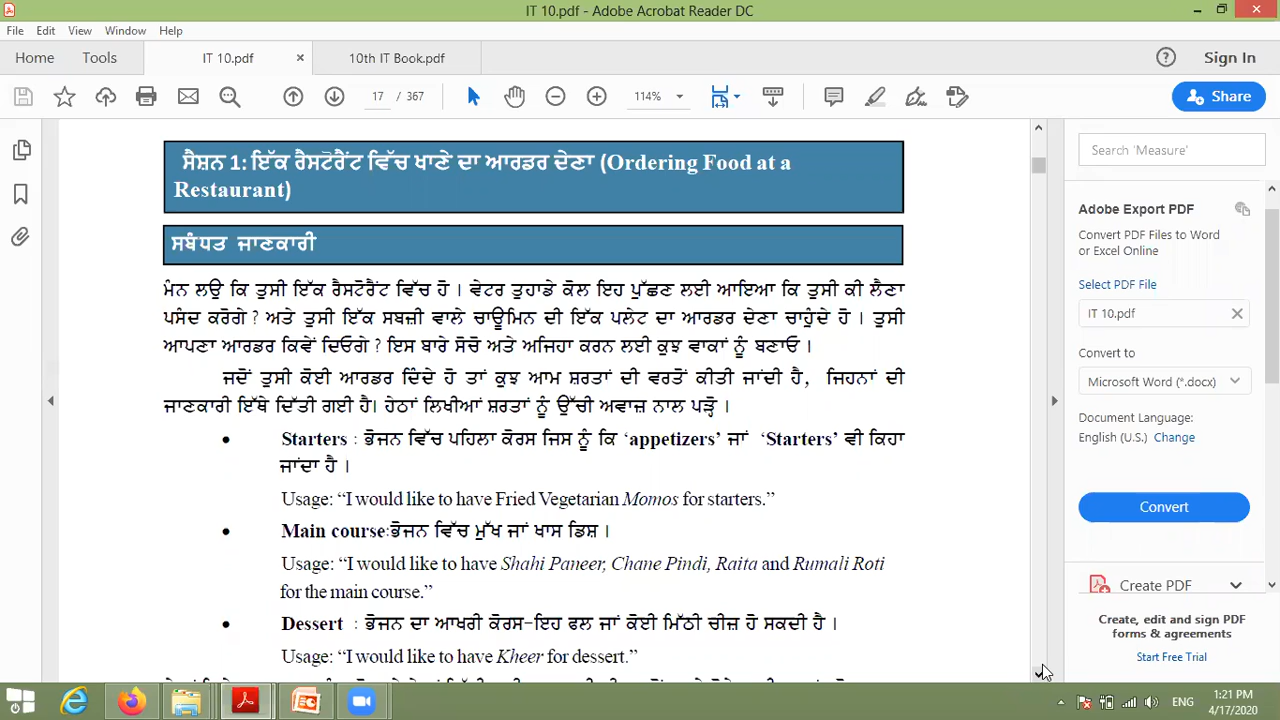 IT 10.pdf - Adobe Acrobat Reader DC
File Edit View Window Help
Home Tools IT 10.pdf × 10th IT Book.pdf Sign In
17 / 367 114% Share
ਸੈਸ਼ਨ 1: ਇੱਕ ਰੈਸਟੋਰੈਂਟ ਵਿੱਚ ਖਾਣੇ ਦਾ ਆਰਡਰ ਦੇਣਾ (Ordering Food at a
Restaurant)
ਸਬੰਧਤ ਜਾਣਕਾਰੀ
ਮੰਨ ਲਉ ਕਿ ਤੁਸੀ ਇੱਕ ਰੈਸਟੋਰੈਂਟ ਵਿੱਚ ਹੋ । ਵੇਟਰ ਤੁਹਾਡੇ ਕੋਲ ਇਹ ਪੁੱਛਣ ਲਈ ਆਇਆ ਕਿ ਤੁਸੀ ਕੀ ਲੈਣਾ
ਪਸੰਦ ਕਰੋਗੇ ? ਅਤੇ ਤੁਸੀ ਇੱਕ ਸਬਜ਼ੀ ਵਾਲੇ ਚਾਊਮਿਨ ਦੀ ਇੱਕ ਪਲੇਟ ਦਾ ਆਰਡਰ ਦੇਣਾ ਚਾਹੁੰਦੇ ਹੋ । ਤੁਸੀ
ਆਪਣਾ ਆਰਡਰ ਕਿਵੇਂ ਦਿਓਗੇ ? ਇਸ ਬਾਰੇ ਸੋਚੋ ਅਤੇ ਅਜਿਹਾ ਕਰਨ ਲਈ ਕੁਝ ਵਾਕਾਂ ਨੂੰ ਬਣਾਓ ।
ਜਦੋਂ ਤੁਸੀ ਕੋਈ ਆਰਡਰ ਦਿੰਦੇ ਹੋ ਤਾਂ ਕੁਝ ਆਮ ਸ਼ਰਤਾਂ ਦੀ ਵਰਤੋਂ ਕੀਤੀ ਜਾਂਦੀ ਹੈ, ਜਿਹਨਾਂ ਦੀ
ਜਾਣਕਾਰੀ ਇੱਥੇ ਦਿੱਤੀ ਗਈ ਹੈ। ਹੇਠਾਂ ਲਿਖੀਆਂ ਸ਼ਰਤਾਂ ਨੂੰ ਉੱਚੀ ਅਵਾਜ਼ ਨਾਲ ਪੜ੍ਹੋ ।
• Starters : ਭੋਜਨ ਵਿੱਚ ਪਹਿਲਾ ਕੋਰਸ ਜਿਸ ਨੂੰ ਕਿ ‘appetizers’ ਜਾਂ ‘Starters’ ਵੀ ਕਿਹਾ
ਜਾਂਦਾ ਹੈ ।
Usage: “I would like to have Fried Vegetarian Momos for starters.”
• Main course:ਭੋਜਨ ਵਿੱਚ ਮੁੱਖ ਜਾਂ ਖਾਸ ਡਿਸ਼ ।
Usage: “I would like to have Shahi Paneer, Chane Pindi, Raita and Rumali Roti
for the main course.”
• Dessert : ਭੋਜਨ ਦਾ ਆਖਰੀ ਕੋਰਸ-ਇਹ ਫਲ ਜਾਂ ਕੋਈ ਮਿੱਠੀ ਚੀਜ਼ ਹੋ ਸਕਦੀ ਹੈ ।
Usage: “I would like to have Kheer for dessert.”
Search 'Measure'
Adobe Export PDF
Convert PDF Files to Word
or Excel Online
Select PDF File
IT 10.pdf ×
Convert to
Microsoft Word (*.docx)
Document Language:
English (U.S.) Change
Convert
Create PDF
Create, edit and sign PDF
forms & agreements
Start Free Trial
ENG
1:21 PM
4/17/2020